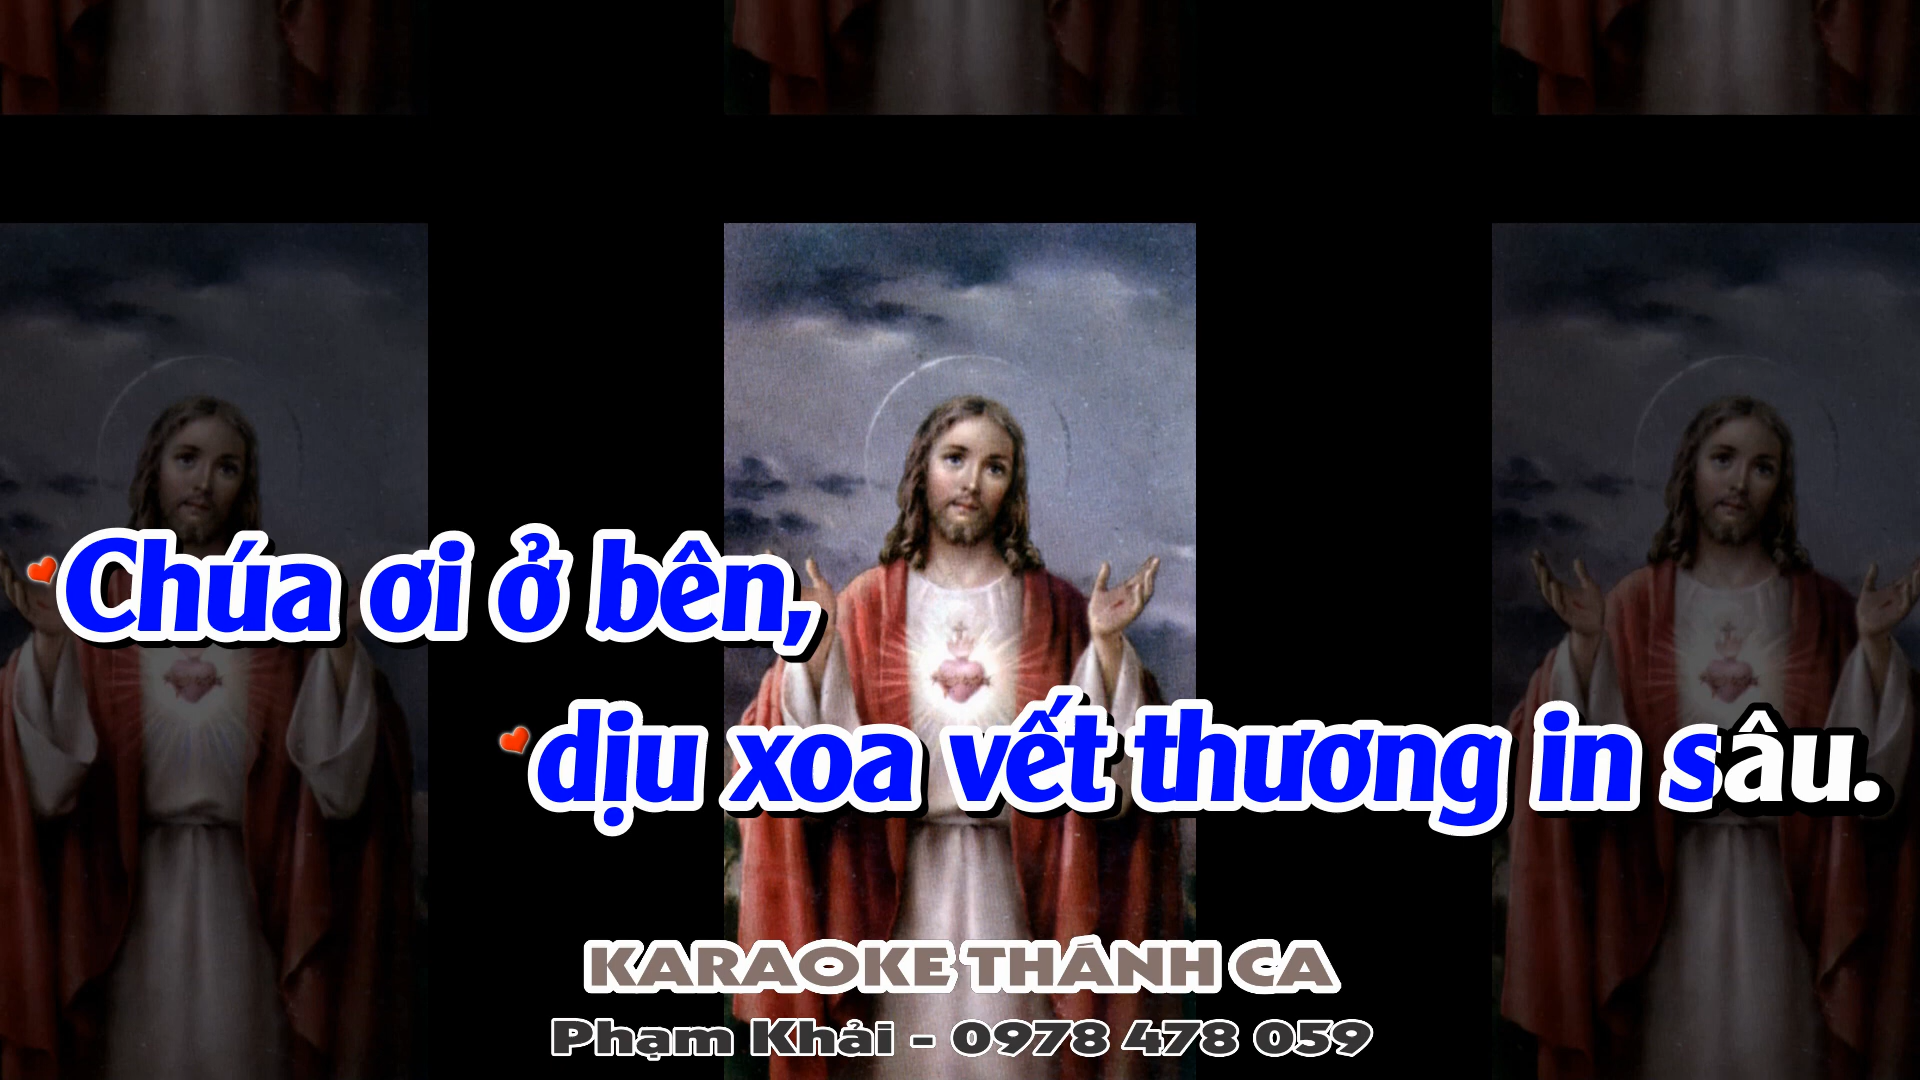 Chúa ơi ở bên,
dịu xoa vết thương in sâu.
KARAOKE THÁNH CA
Phạm Khải - 0978 478 059